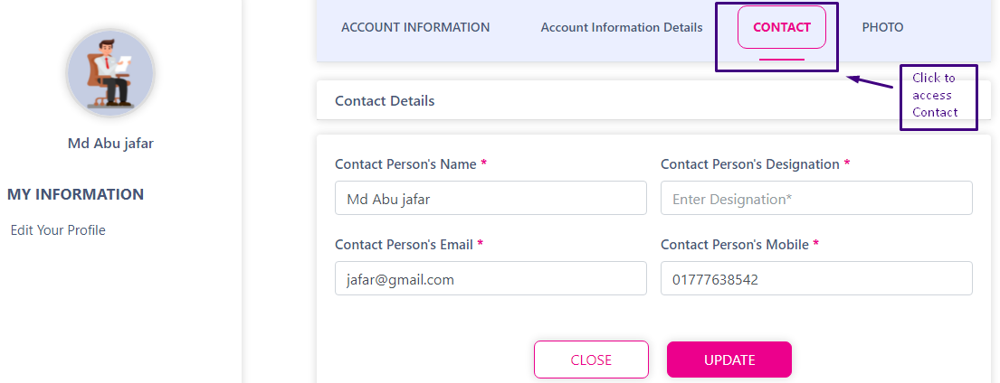 ACCOUNT INFORMATION
Account Information Details
CONTACT
PHOTO
Click to
access
Contact
Md Abu jafar
MY INFORMATION
Edit Your Profile
Contact Details
Contact Person's Name *
Contact Person's Designation *
Md Abu jafar
Enter Designation*
Contact Person's Email *
Contact Person's Mobile *
jafar@gmail.com
01777638542
CLOSE
UPDATE